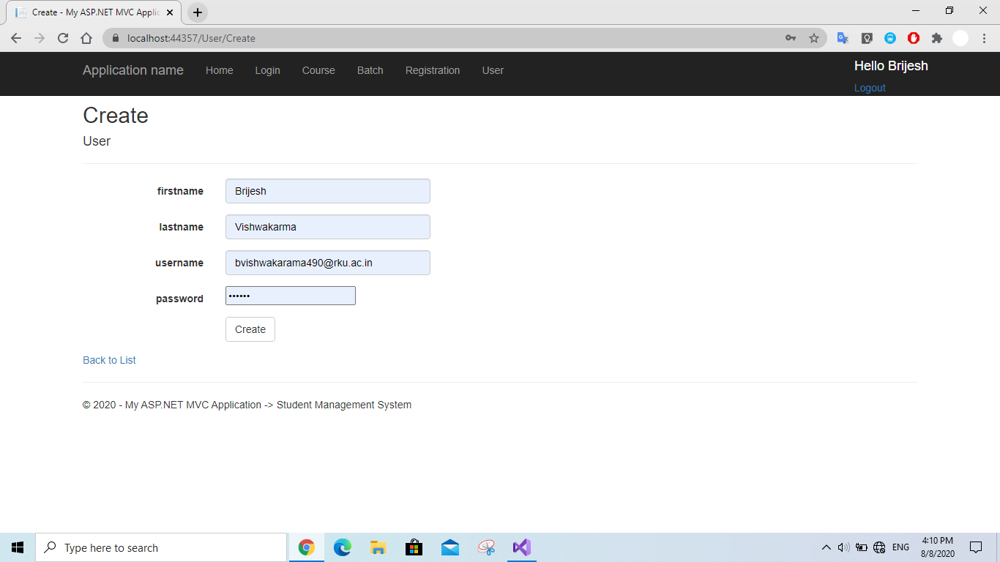 Create - My ASP.NET MVC Applic
localhost:44357/User/Create
Application name Home Login Course Batch Registration User
Hello Brijesh
Logout
Create
User
firstname Brijesh
lastname Vishwakarma
username bvishwakarama490@rku.ac.in
password ••••••
Create
Back to List
© 2020 - My ASP.NET MVC Application -> Student Management System
Type here to search
ENG
4:10 PM
8/8/2020